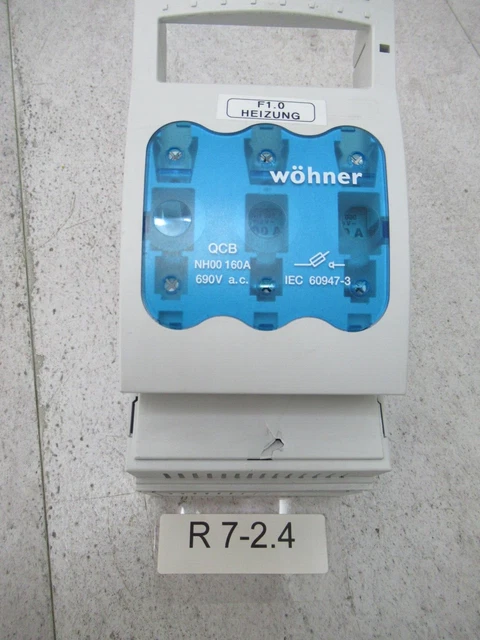 F1.0
HEIZUNG
wöhner
QCB
NH00 160A
690V a.c.
IEC 60947-3
R 7-2.4